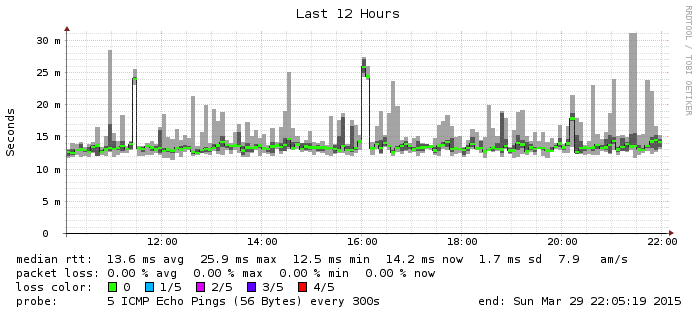 Last 12 Hours
RRDTOOL / TOBI OETIKER
Seconds
30 m
25 m
20 m
15 m
10 m
5 m
0
12:00 14:00 16:00 18:00 20:00 22:00
median rtt: 13.6 ms avg 25.9 ms max 12.5 ms min 14.2 ms now 1.7 ms sd 7.9 am/s
packet loss: 0.00 % avg 0.00 % max 0.00 % min 0.00 % now
loss color: 0 1/5 2/5 3/5 4/5
probe: 5 ICMP Echo Pings (56 Bytes) every 300s end: Sun Mar 29 22:05:19 2015